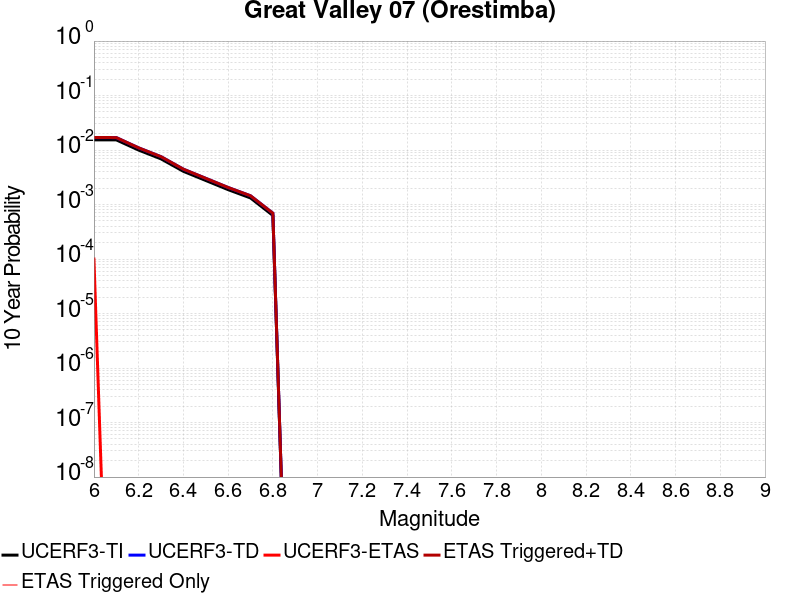 Great Valley 07 (Orestimba)
10 0
10 -1
10 -2
10 -3
10 -4
10 -5
10 -6
10 -7
10 -8
10 Year Probability
6 6.2 6.4 6.6 6.8 7 7.2 7.4 7.6 7.8 8 8.2 8.4 8.6 8.8 9
Magnitude
UCERF3-TI UCERF3-TD UCERF3-ETAS ETAS Triggered+TD
ETAS Triggered Only